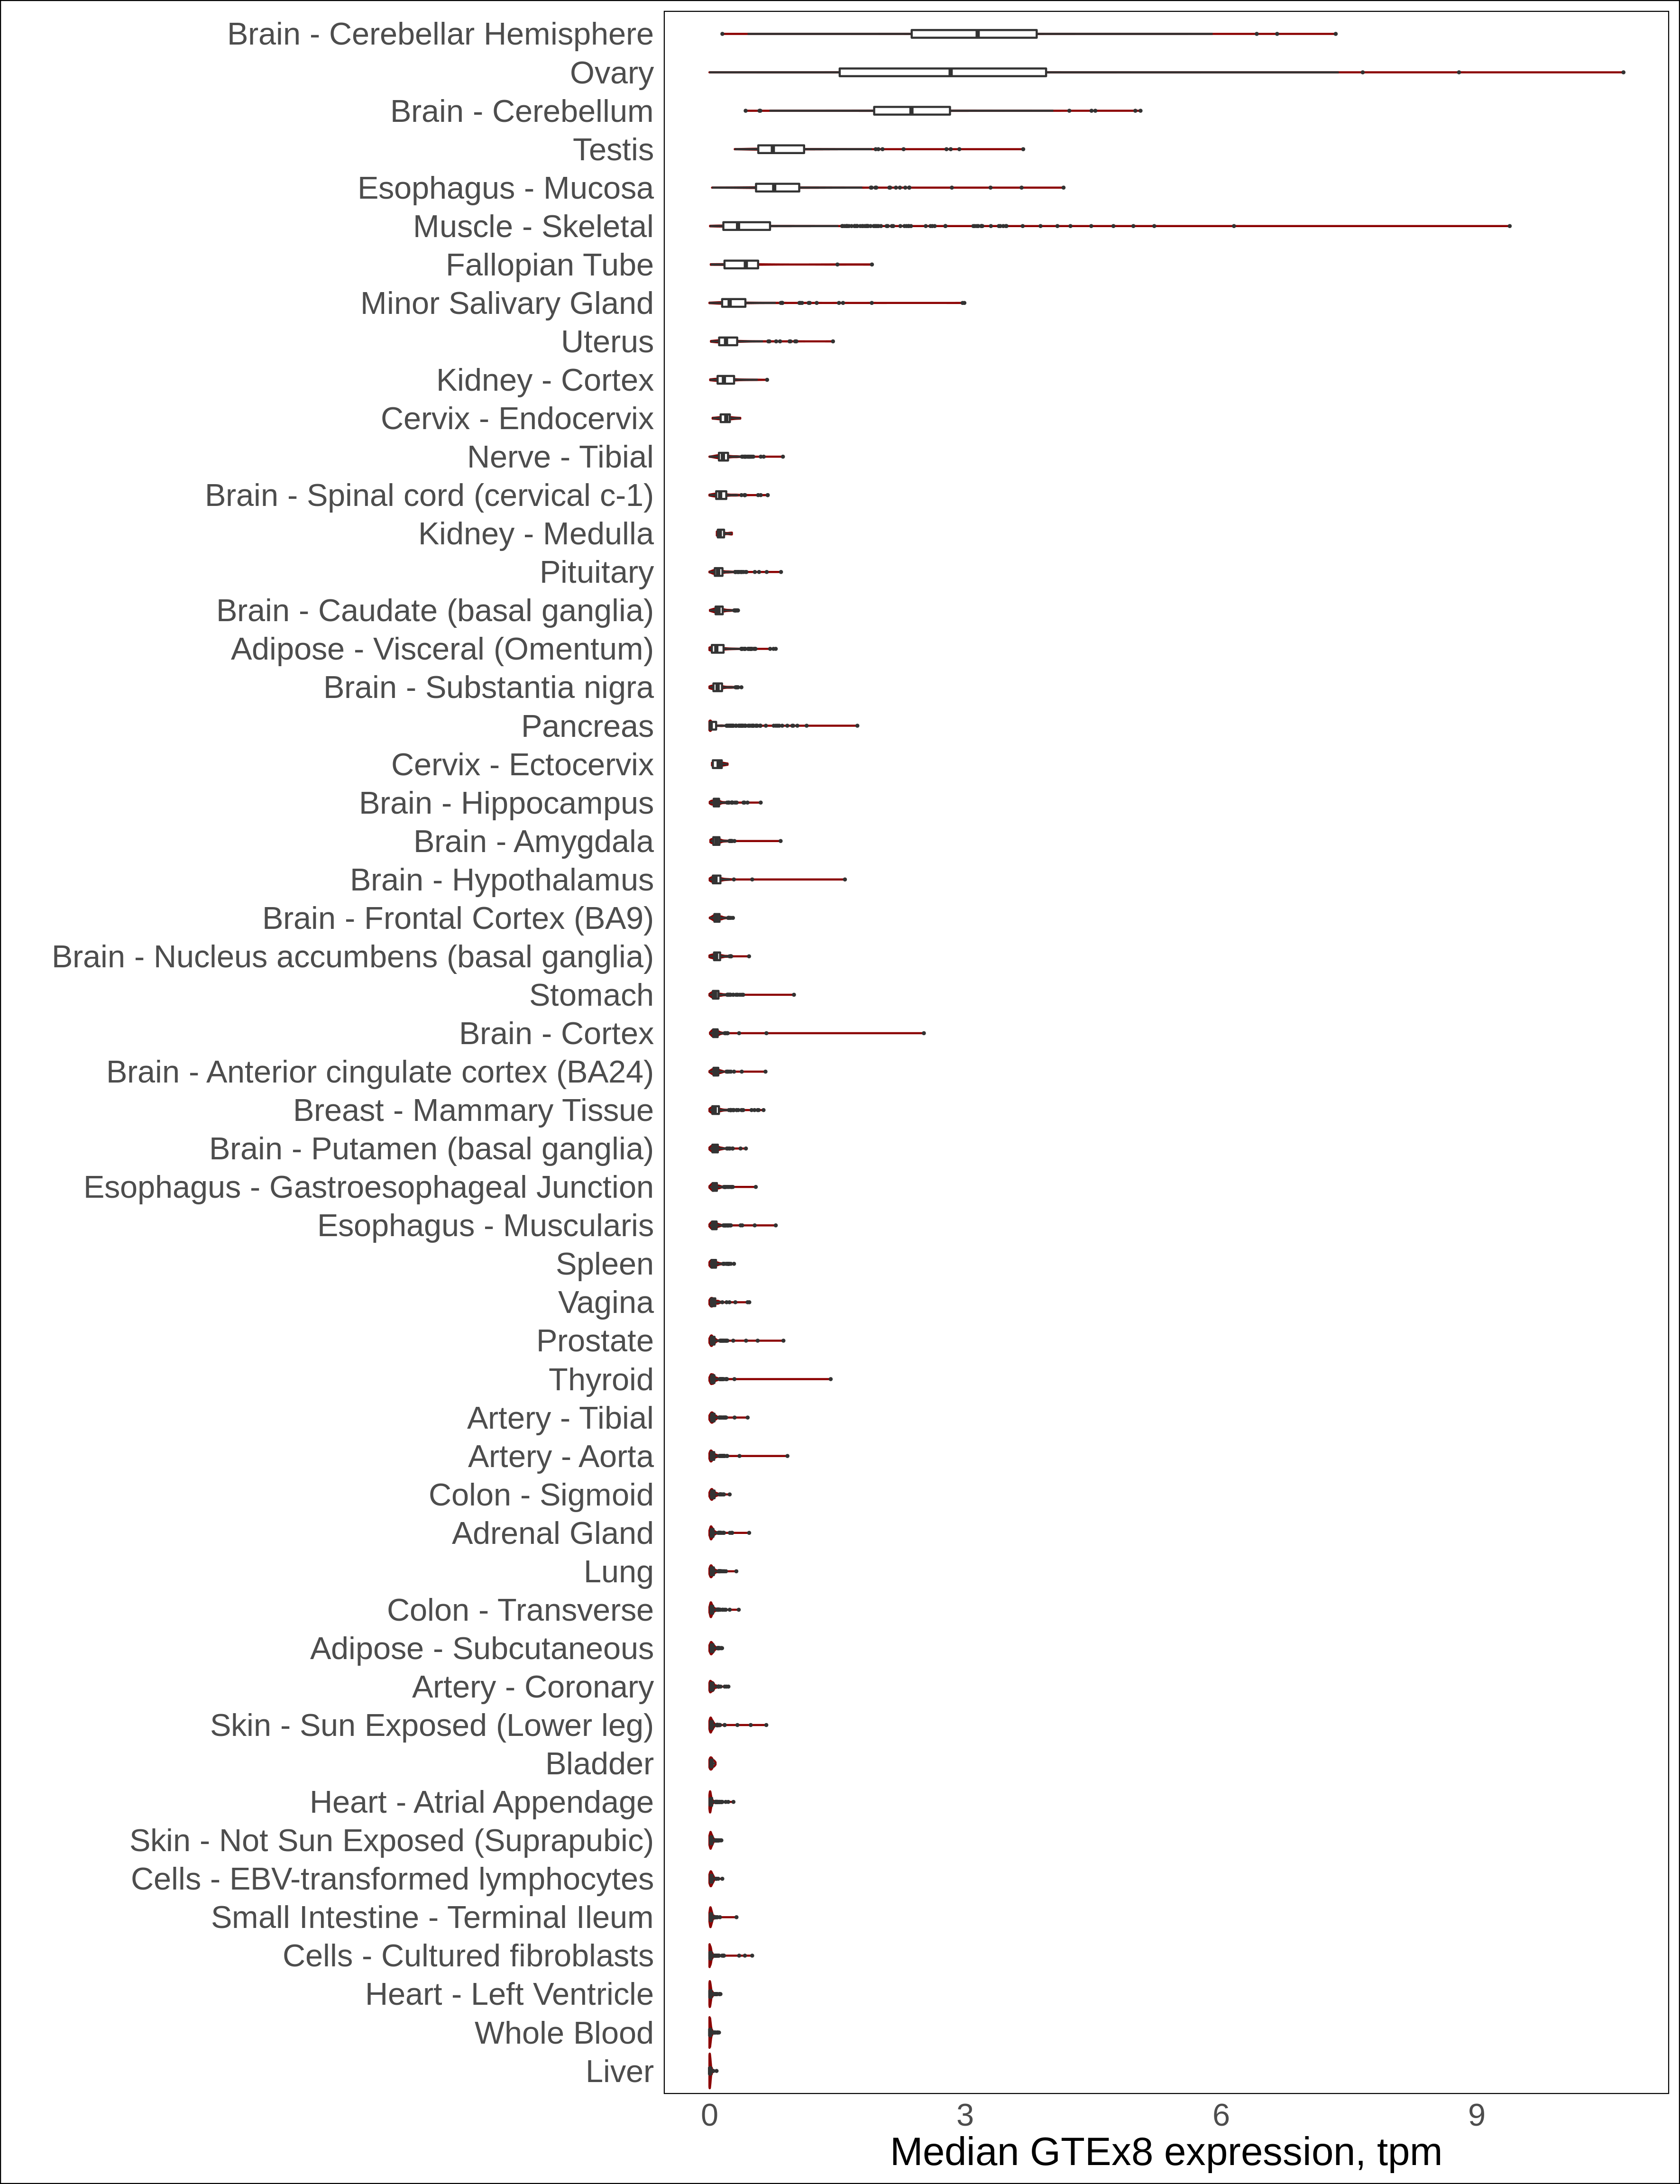 Brain - Cerebellar Hemisphere
Ovary
Brain - Cerebellum
Testis
Esophagus - Mucosa
Muscle - Skeletal
Fallopian Tube
Minor Salivary Gland
Uterus
Kidney - Cortex
Cervix - Endocervix
Nerve - Tibial
Brain - Spinal cord (cervical c-1)
Kidney - Medulla
Pituitary
Brain - Caudate (basal ganglia)
Adipose - Visceral (Omentum)
Brain - Substantia nigra
Pancreas
Cervix - Ectocervix
Brain - Hippocampus
Brain - Amygdala
Brain - Hypothalamus
Brain - Frontal Cortex (BA9)
Brain - Nucleus accumbens (basal ganglia)
Stomach
Brain - Cortex
Brain - Anterior cingulate cortex (BA24)
Breast - Mammary Tissue
Brain - Putamen (basal ganglia)
Esophagus - Gastroesophageal Junction
Esophagus - Muscularis
Spleen
Vagina
Prostate
Thyroid
Artery - Tibial
Artery - Aorta
Colon - Sigmoid
Adrenal Gland
Lung
Colon - Transverse
Adipose - Subcutaneous
Artery - Coronary
Skin - Sun Exposed (Lower leg)
Bladder
Heart - Atrial Appendage
Skin - Not Sun Exposed (Suprapubic)
Cells - EBV-transformed lymphocytes
Small Intestine - Terminal Ileum
Cells - Cultured fibroblasts
Heart - Left Ventricle
Whole Blood
Liver
0 3 6 9
Median GTEx8 expression, tpm